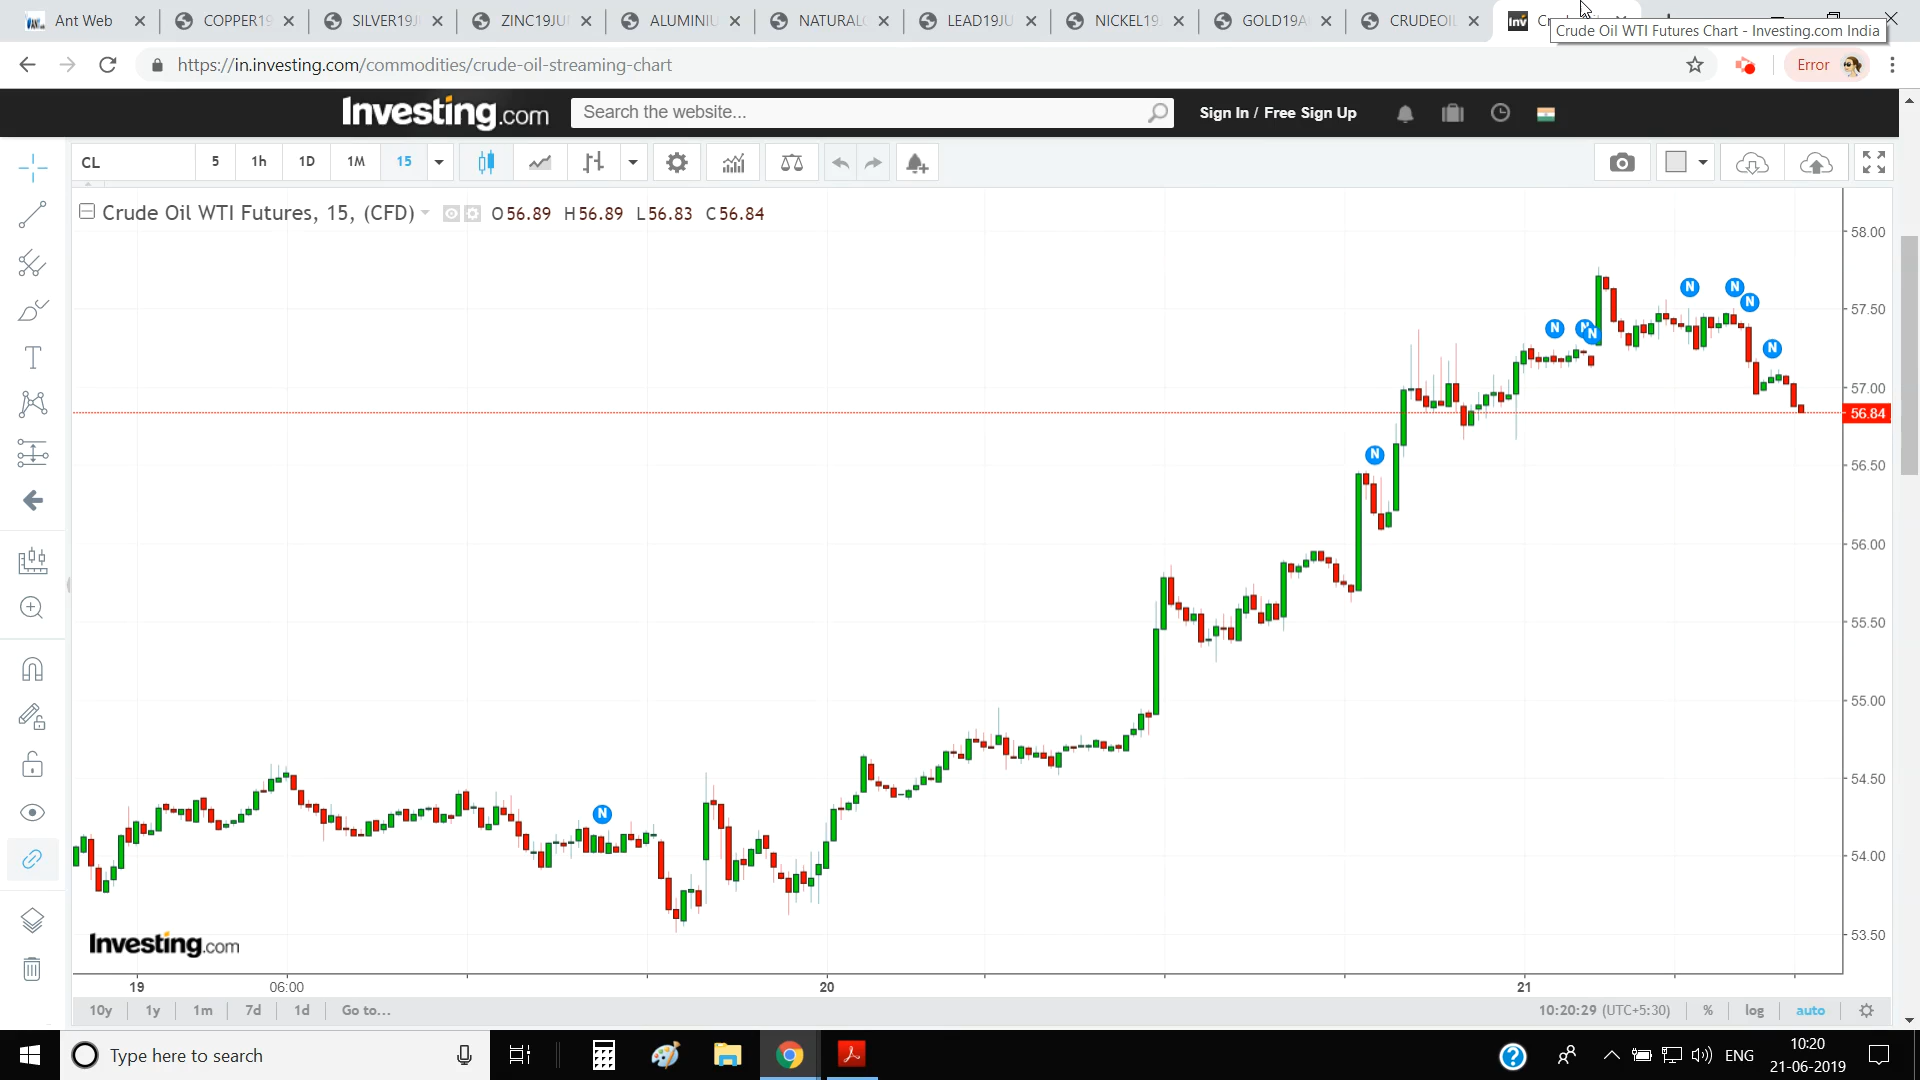 Ant Web
COPPER19
SILVER19J
ZINC19JU
ALUMINIU
NATURALG
LEAD19JU
NICKEL19
GOLD19A
CRUDEOIL
Inv
Crude Oil WTI Futures Chart - Investing.com India
https://in.investing.com/commodities/crude-oil-streaming-chart
Error
Investing.com
Search the website...
Sign In / Free Sign Up
CL
5
1h
1D
1M
15
Crude Oil WTI Futures, 15, (CFD)
O56.89 H56.89 L56.83 C56.84
58.00
57.50
57.00
56.84
56.50
56.00
55.50
55.00
54.50
54.00
53.50
N
N
N
N
N
N
N
N
N
Investing.com
19
06:00
20
21
10y
1y
1m
7d
1d
Go to...
10:20:29 (UTC+5:30)
%
log
auto
Type here to search
ENG
10:20
21-06-2019